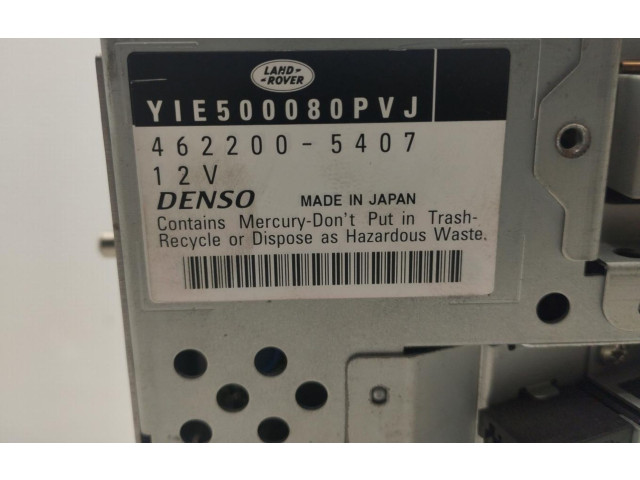 LAND-
ROVER
YIE500080PVJ
462200-5407
12V
DENSO MADE IN JAPAN
Contains Mercury-Don't Put in Trash-
Recycle or Dispose as Hazardous Waste.